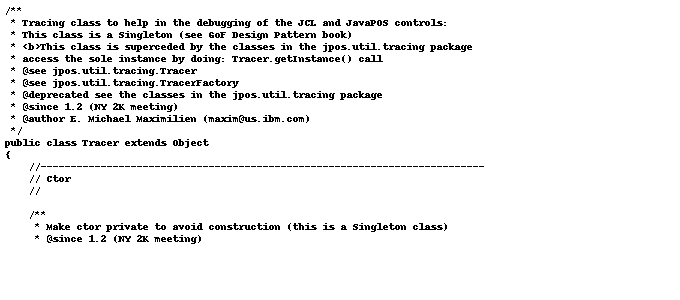 /**
 * Tracing class to help in the debugging of the JCL and JavaPOS controls:
 * This class is a Singleton (see GoF Design Pattern book)
 * <b>This class is superceded by the classes in the jpos.util.tracing package
 * access the sole instance by doing: Tracer.getInstance() call
 * @see jpos.util.tracing.Tracer
 * @see jpos.util.tracing.TracerFactory
 * @deprecated see the classes in the jpos.util.tracing package
 * @since 1.2 (NY 2K meeting)
 * @author E. Michael Maximilien (maxim@us.ibm.com)
 */
public class Tracer extends Object
{
    //--------------------------------------------------------------------------
    // Ctor
    //

    /**
     * Make ctor private to avoid construction (this is a Singleton class)
     * @since 1.2 (NY 2K meeting)